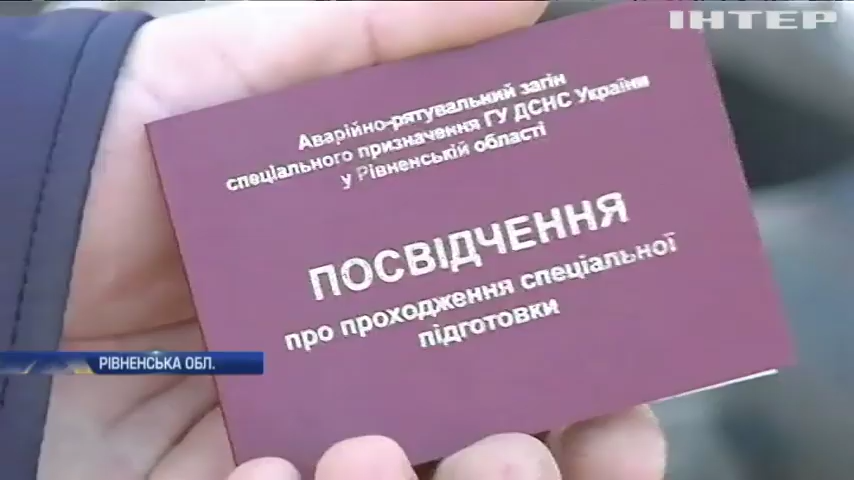 ІНТЕР
Аварійно-рятувальний загін
спеціального призначення ГУ ДСНС України
у Рівненській області
ПОСВІДЧЕННЯ
про проходження спеціальної
підготовки
РІВНЕНСЬКА ОБЛ.